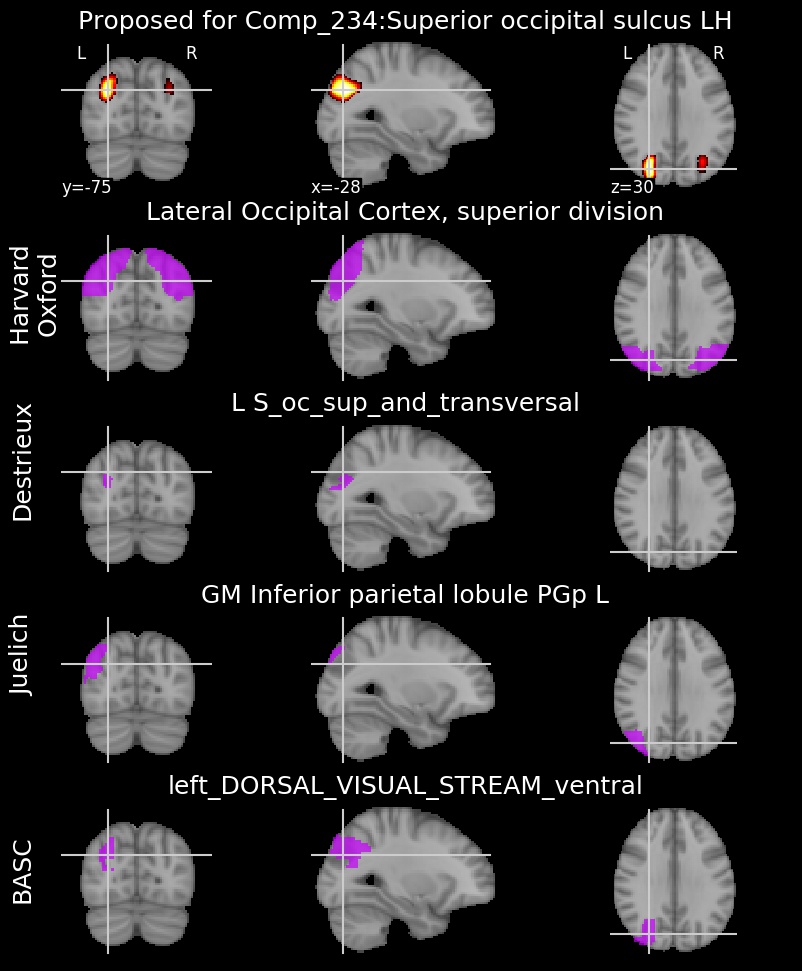 Proposed for Comp_234:Superior occipital sulcus LH
L R L R
y=-75 x=-28 z=30
Lateral Occipital Cortex, superior division
Harvard
Oxford
L S_oc_sup_and_transversal
Destrieux
GM Inferior parietal lobule PGp L
Juelich
left_DORSAL_VISUAL_STREAM_ventral
BASC